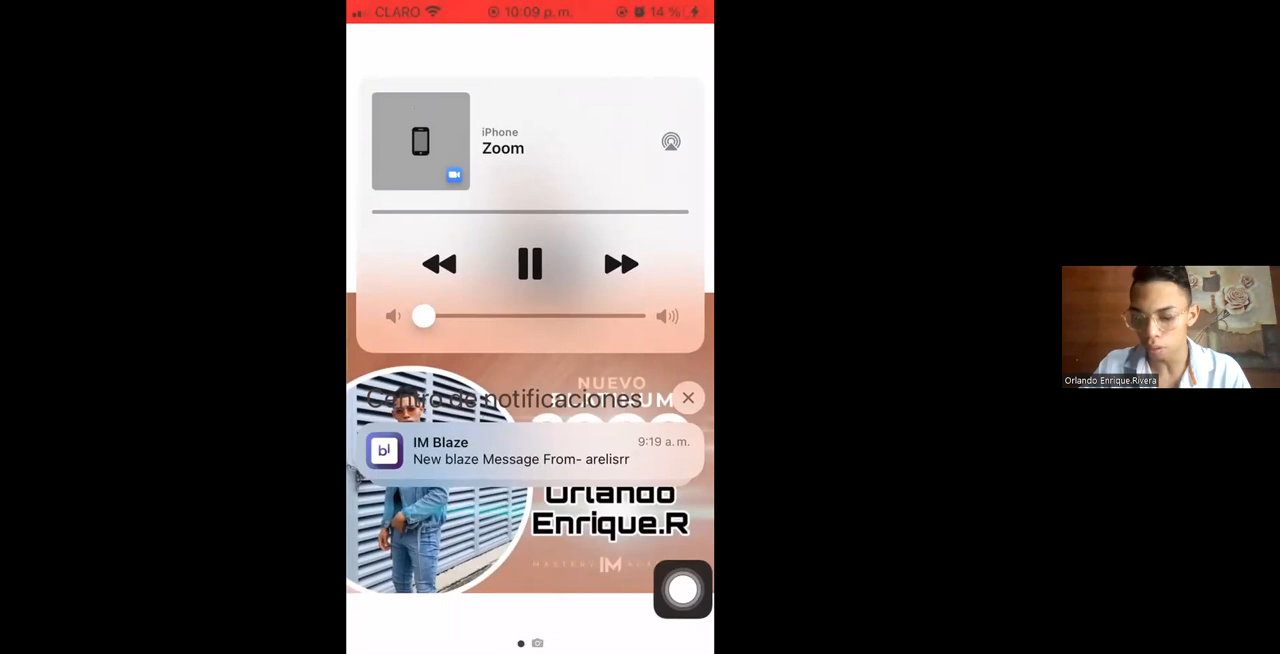 CLARO 10:09 p. m. 14 %
iPhone
Zoom
NUEVO
Centro de notificaciones
IM Blaze 9:19 a. m.
New blaze Message From- arelisrr
Orlando
Enrique.R
IM
Orlando Enrique.Rivera